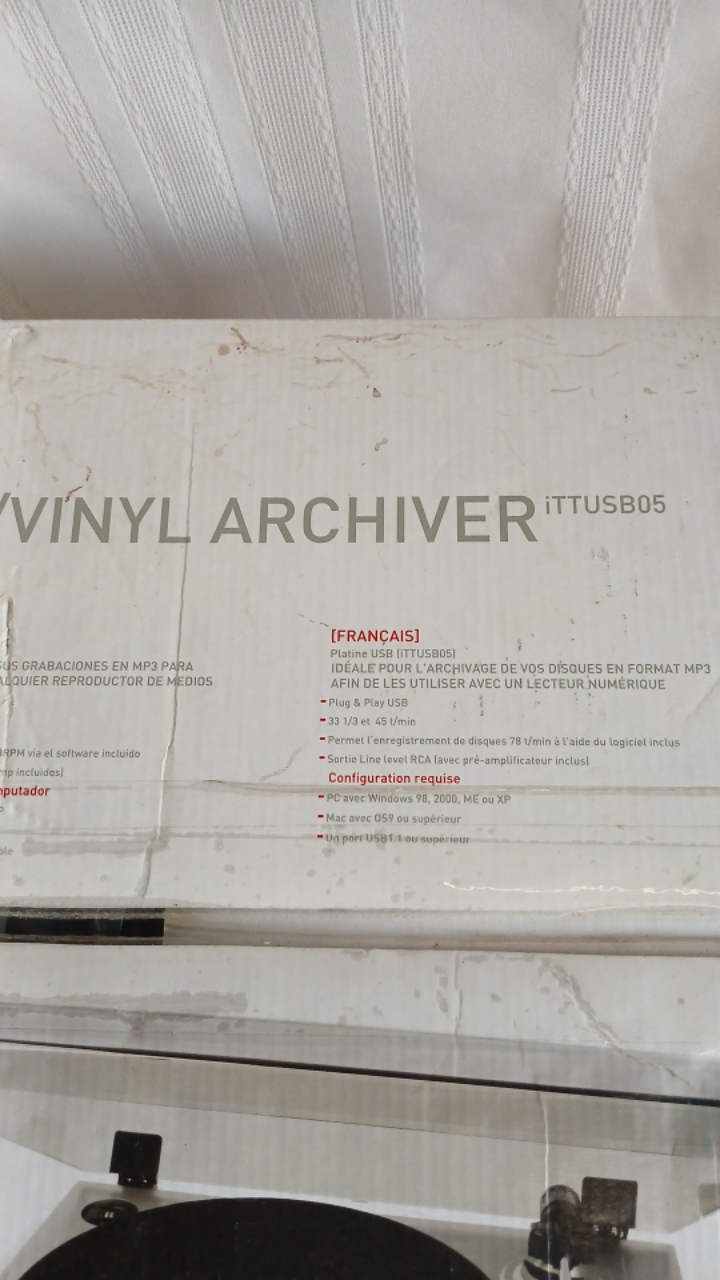 /VINYL ARCHIVER iTTUSB05
SUS GRABACIONES EN MP3 PARA
ALQUIER REPRODUCTOR DE MEDIOS
RPM vía el software incluido
mp incluidos)
mputador
ble
[FRANÇAIS]
Platine USB (iTTUSB05)
IDÉALE POUR L'ARCHIVAGE DE VOS DISQUES EN FORMAT MP3
AFIN DE LES UTILISER AVEC UN LECTEUR NUMÉRIQUE
- Plug & Play USB
- 33 1/3 et 45 t/min
- Permet l'enregistrement de disques 78 t/min à l'aide du logiciel inclus
- Sortie Line level RCA (avec pré-amplificateur inclus)
Configuration requise
- PC avec Windows 98, 2000, ME ou XP
- Mac avec OS9 ou supérieur
- Un port USB1.1 ou supérieur